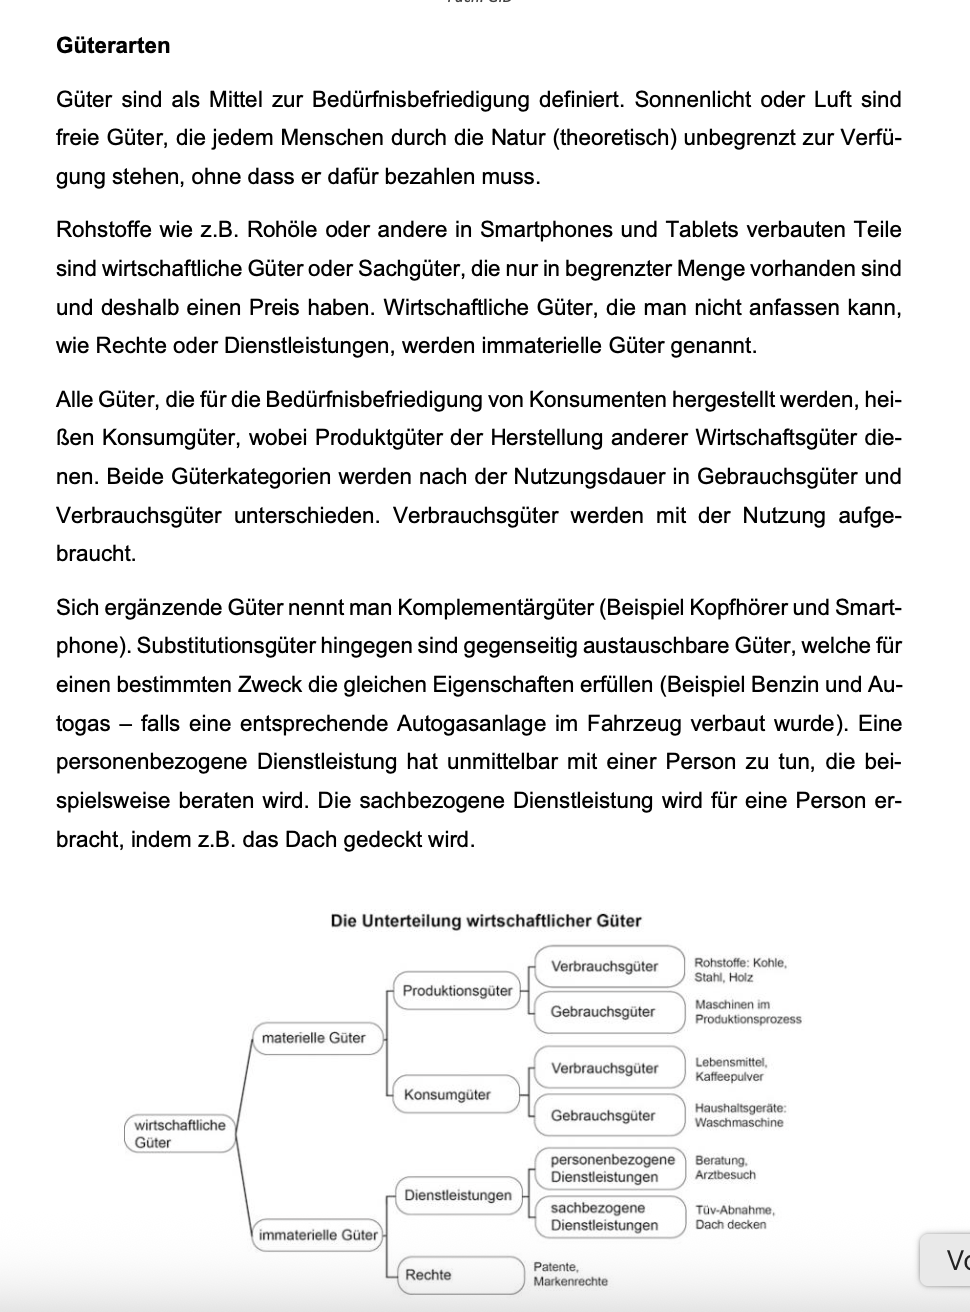 Güterarten
Güter sind als Mittel zur Bedürfnisbefriedigung definiert. Sonnenlicht oder Luft sind
freie Güter, die jedem Menschen durch die Natur (theoretisch) unbegrenzt zur Verfü-
gung stehen, ohne dass er dafür bezahlen muss.
Rohstoffe wie z.B. Rohöle oder andere in Smartphones und Tablets verbauten Teile
sind wirtschaftliche Güter oder Sachgüter, die nur in begrenzter Menge vorhanden sind
und deshalb einen Preis haben. Wirtschaftliche Güter, die man nicht anfassen kann,
wie Rechte oder Dienstleistungen, werden immaterielle Güter genannt.
Alle Güter, die für die Bedürfnisbefriedigung von Konsumenten hergestellt werden, hei-
ßen Konsumgüter, wobei Produktgüter der Herstellung anderer Wirtschaftsgüter die-
nen. Beide Güterkategorien werden nach der Nutzungsdauer in Gebrauchsgüter und
Verbrauchsgüter unterschieden. Verbrauchsgüter werden mit der Nutzung aufge-
braucht.
Sich ergänzende Güter nennt man Komplementärgüter (Beispiel Kopfhörer und Smart-
phone). Substitutionsgüter hingegen sind gegenseitig austauschbare Güter, welche für
einen bestimmten Zweck die gleichen Eigenschaften erfüllen (Beispiel Benzin und Au-
togas – falls eine entsprechende Autogasanlage im Fahrzeug verbaut wurde). Eine
personenbezogene Dienstleistung hat unmittelbar mit einer Person zu tun, die bei-
spielsweise beraten wird. Die sachbezogene Dienstleistung wird für eine Person er-
bracht, indem z.B. das Dach gedeckt wird.
Die Unterteilung wirtschaftlicher Güter
wirtschaftliche
Güter
materielle Güter
Produktionsgüter
Verbrauchsgüter
Rohstoffe: Kohle,
Stahl, Holz
Gebrauchsgüter
Maschinen im
Produktionsprozess
Konsumgüter
Verbrauchsgüter
Lebensmittel,
Kaffeepulver
Gebrauchsgüter
Haushaltsgeräte:
Waschmaschine
immaterielle Güter
Dienstleistungen
personenbezogene
Dienstleistungen
Beratung,
Arztbesuch
sachbezogene
Dienstleistungen
Tüv-Abnahme,
Dach decken
Rechte
Patente,
Markenrechte